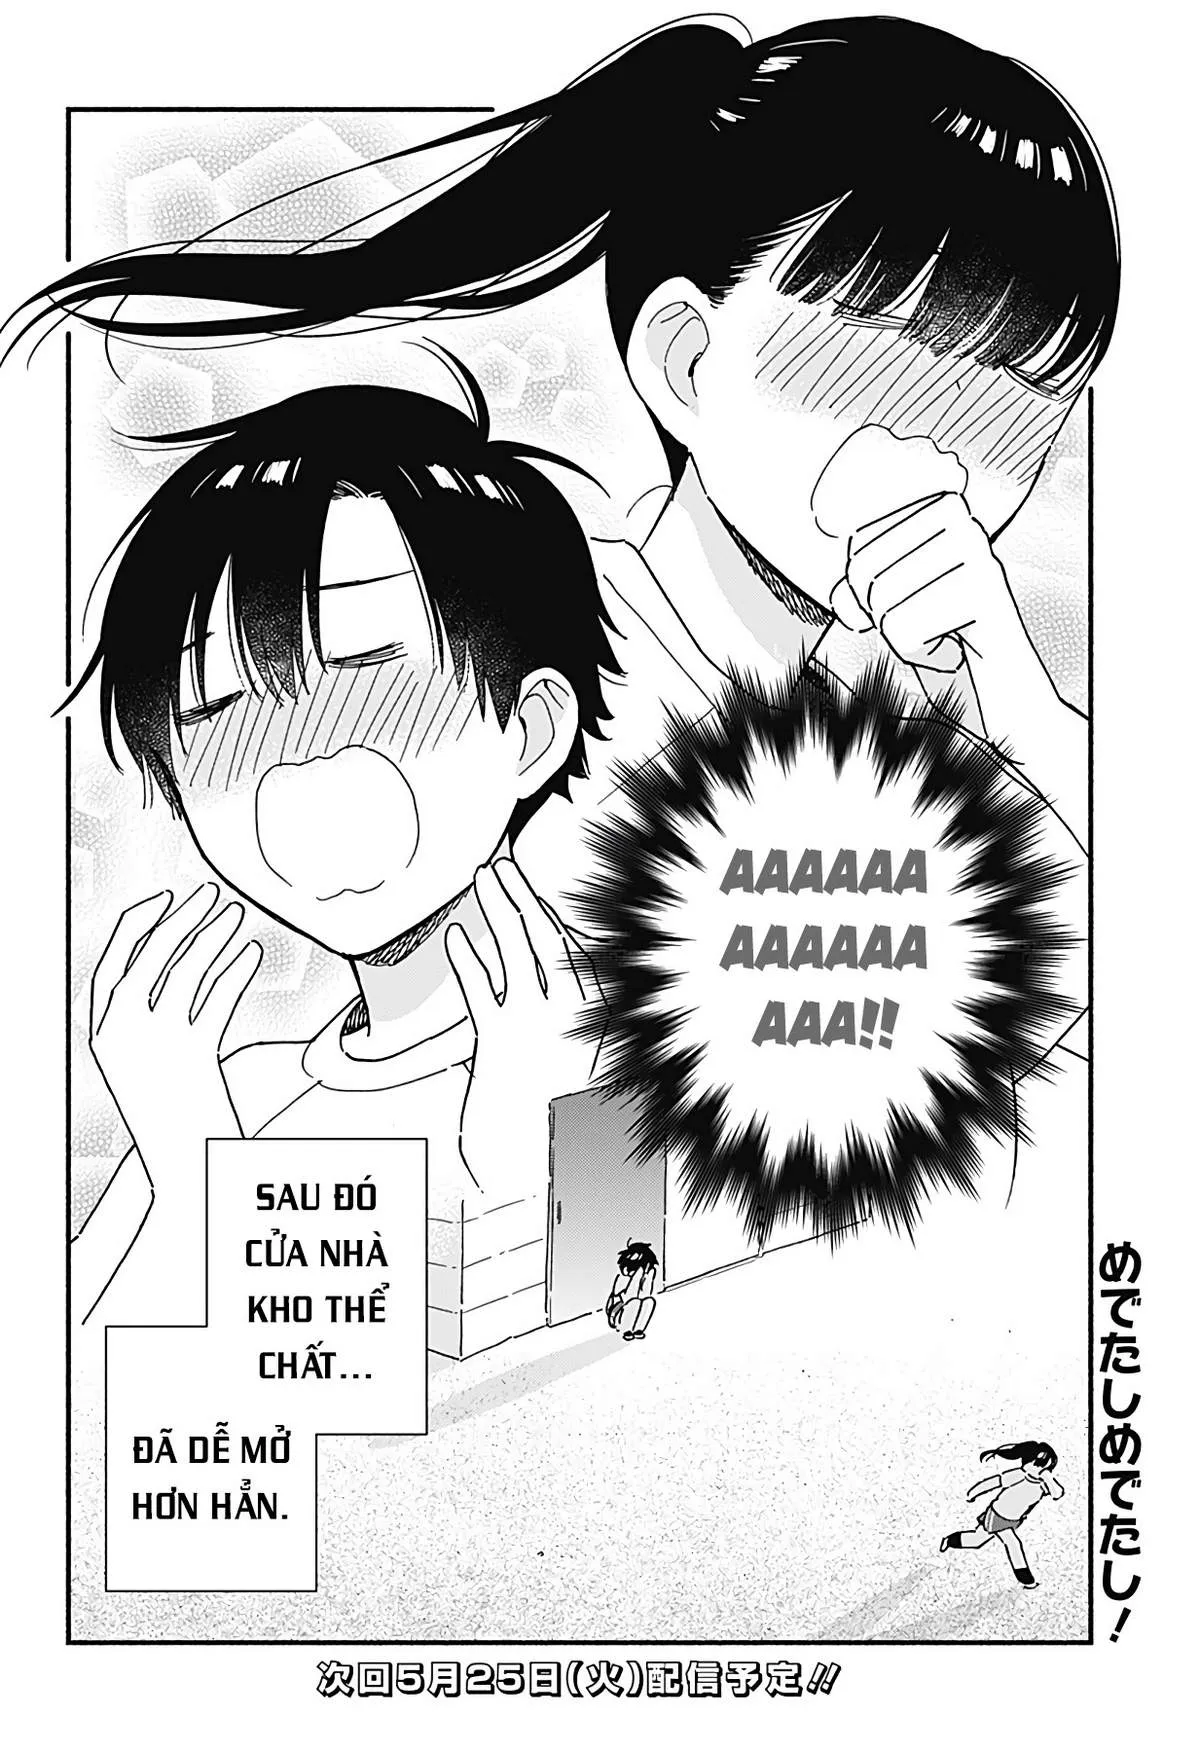 AAAAAA
AAAAAA
AAA!!
SAU ĐÓ
CỬA NHÀ
KHO THỂ
CHẤT...
ĐÃ DỄ MỞ
HƠN HẲN.
めでたしめでたし！
次回5月25日(火)配信予定!!